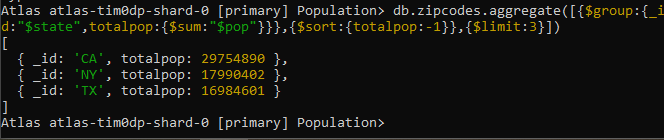 Atlas atlas-tim0dp-shard-0 [primary] Population> db.zipcodes.aggregate([{$group:{_i
d:"$state",totalpop:{$sum:"$pop"}}},{$sort:{totalpop:-1}},{$limit:3}])
[
  { _id: 'CA', totalpop: 29754890 },
  { _id: 'NY', totalpop: 17990402 },
  { _id: 'TX', totalpop: 16984601 }
]
Atlas atlas-tim0dp-shard-0 [primary] Population>